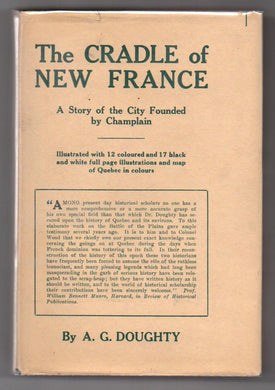 The CRADLE of
NEW FRANCE
A Story of the City Founded
by Champlain
Illustrated with 12 coloured and 17 black
and white full page illustrations and map
of Quebec in colours
"AMONG present day historical scholars no one has a
more comprehensive or a more accurate grasp of
his own special field than that which Dr. Doughty has se-
cured upon the history of Quebec and its environs. To this
elaborate work on the Battle of the Plains gave ample
testimony several years ago. It is to him and to Colonel
Wood that we chiefly owe our present exact knowledge con-
cerning the goings on at Quebec during the days when
French dominion was tottering to its fall. In their recon-
struction of the history of this epoch these two historians
have frequently been forced to assume the rôle of the ruthless
iconoclast, and many pleasing legends which had long been
masquerading in the garb of serious history have been rele-
gated to the scrap-heap; but they have written history as it
should be written, and to the world of historical scholarship
their contributions have been sincerely welcome." Prof.
William Bennett Munro, Harvard, in Review of Historical
Publications.
By A. G. DOUGHTY